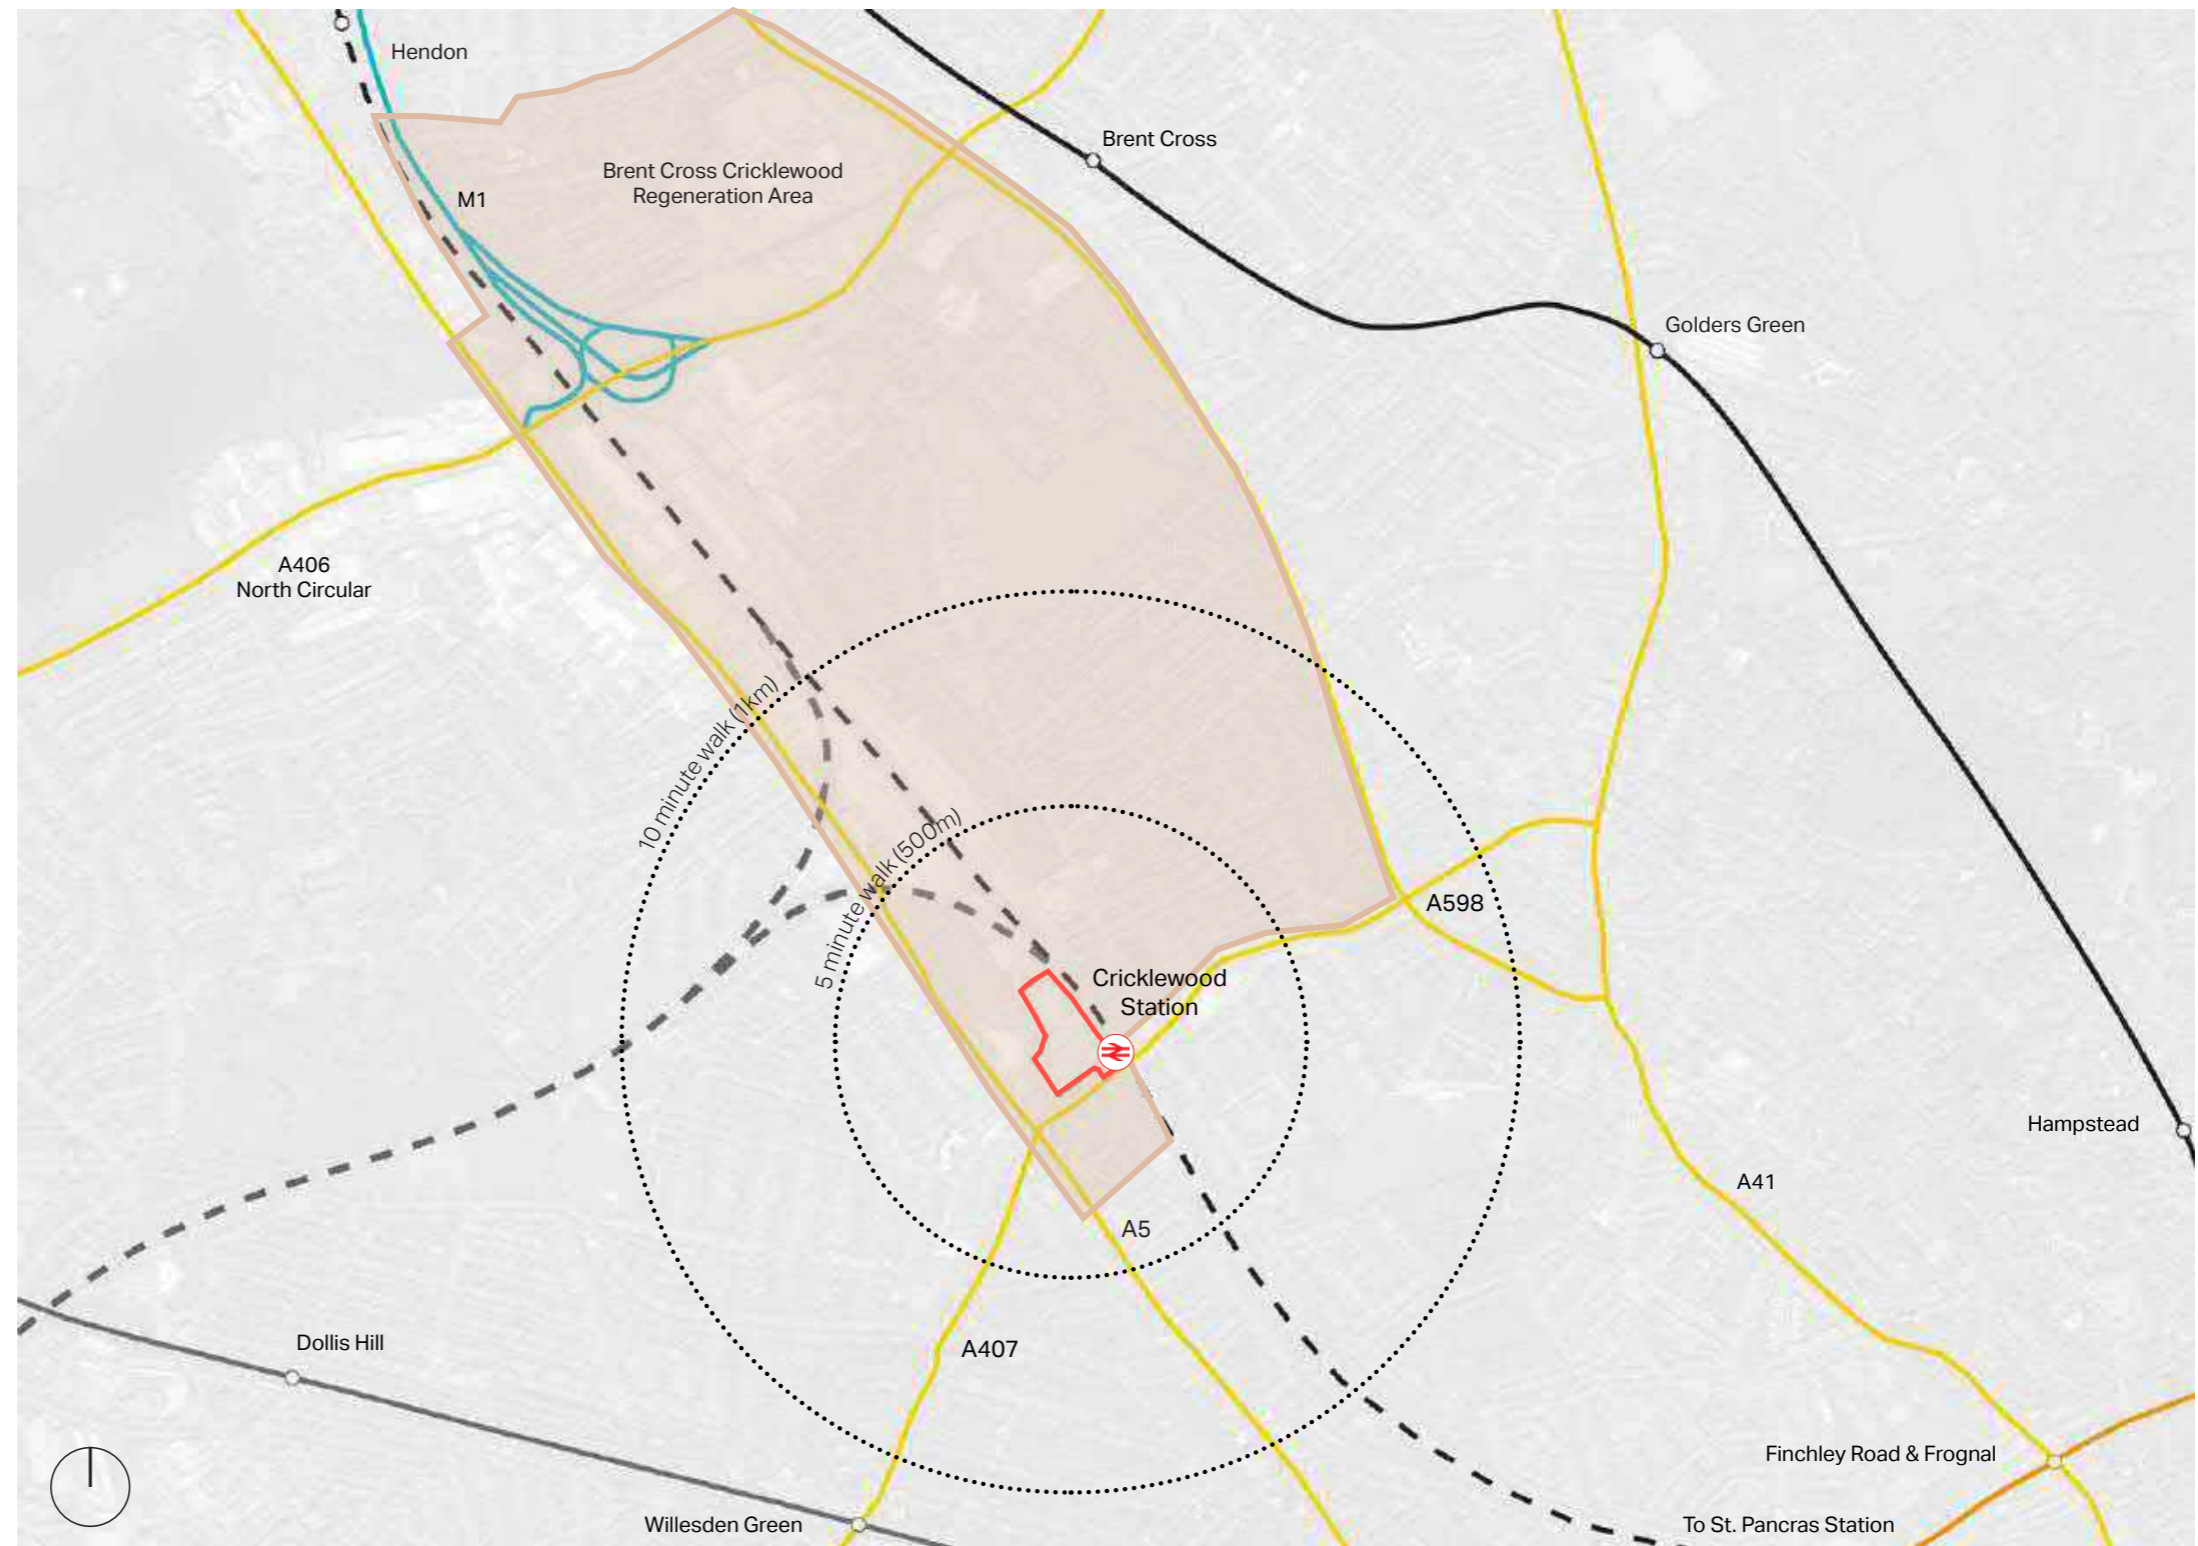 Hendon
Brent Cross
Brent Cross Cricklewood
Regeneration Area
M1
Golders Green
A406
North Circular
10 minute walk (1km)
5 minute walk (500m)
A598
Cricklewood
Station
Hampstead
A41
A5
Dollis Hill
A407
Finchley Road & Frognal
Willesden Green
To St. Pancras Station